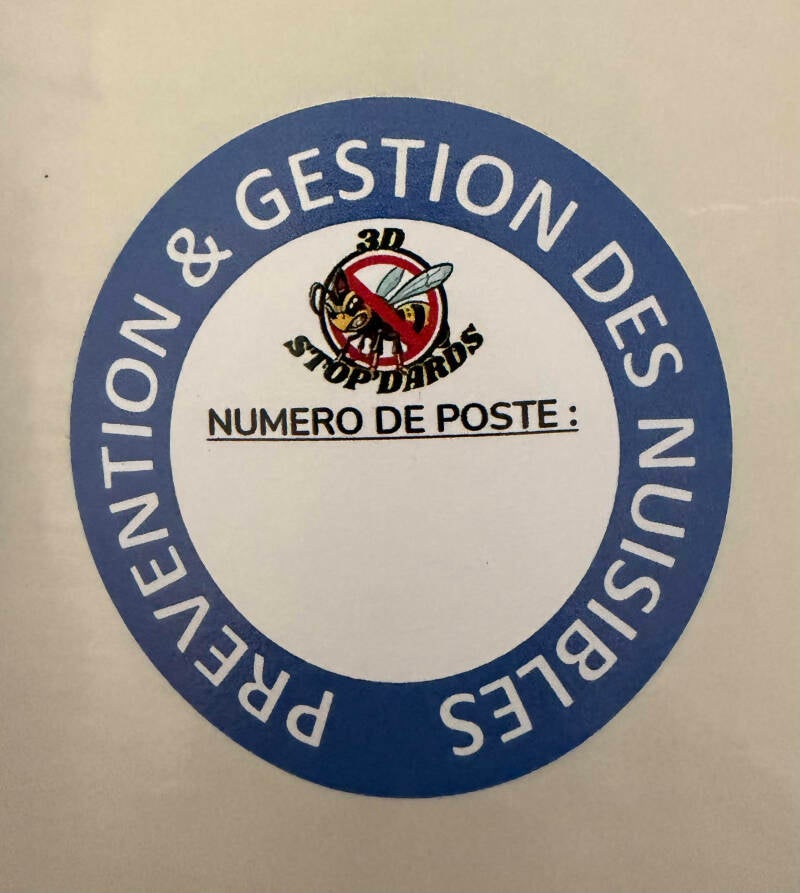 PREVENTION & GESTION DES NUISIBLES
3D
STOP'DARDS
NUMERO DE POSTE :